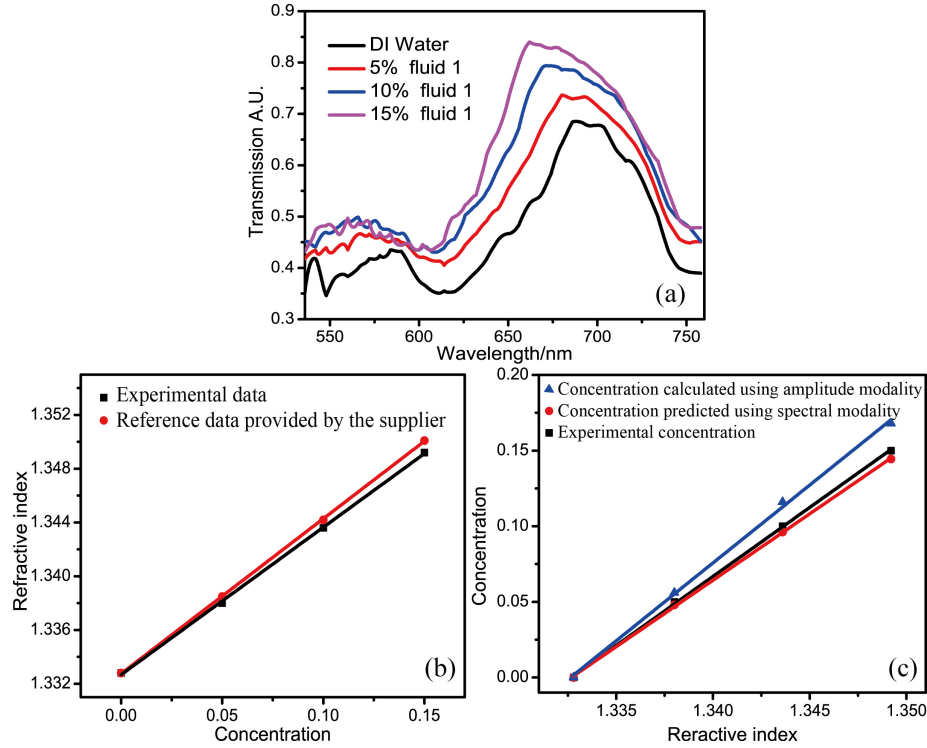 DI Water
5% fluid 1
10% fluid 1
15% fluid 1
Transmission A.U.
0.9
0.8
0.7
0.6
0.5
0.4
0.3
550 600 650 700 750
Wavelength/nm
(a)
Experimental data
Reference data provided by the supplier
Refractive index
1.352
1.348
1.344
1.340
1.336
1.332
0.00 0.05 0.10 0.15
Concentration
(b)
Concentration calculated using amplitude modality
Concentration predicted using spectral modality
Experimental concentration
Concentration
0.20
0.15
0.10
0.05
0.00
1.335 1.340 1.345 1.350
Reractive index
(c)